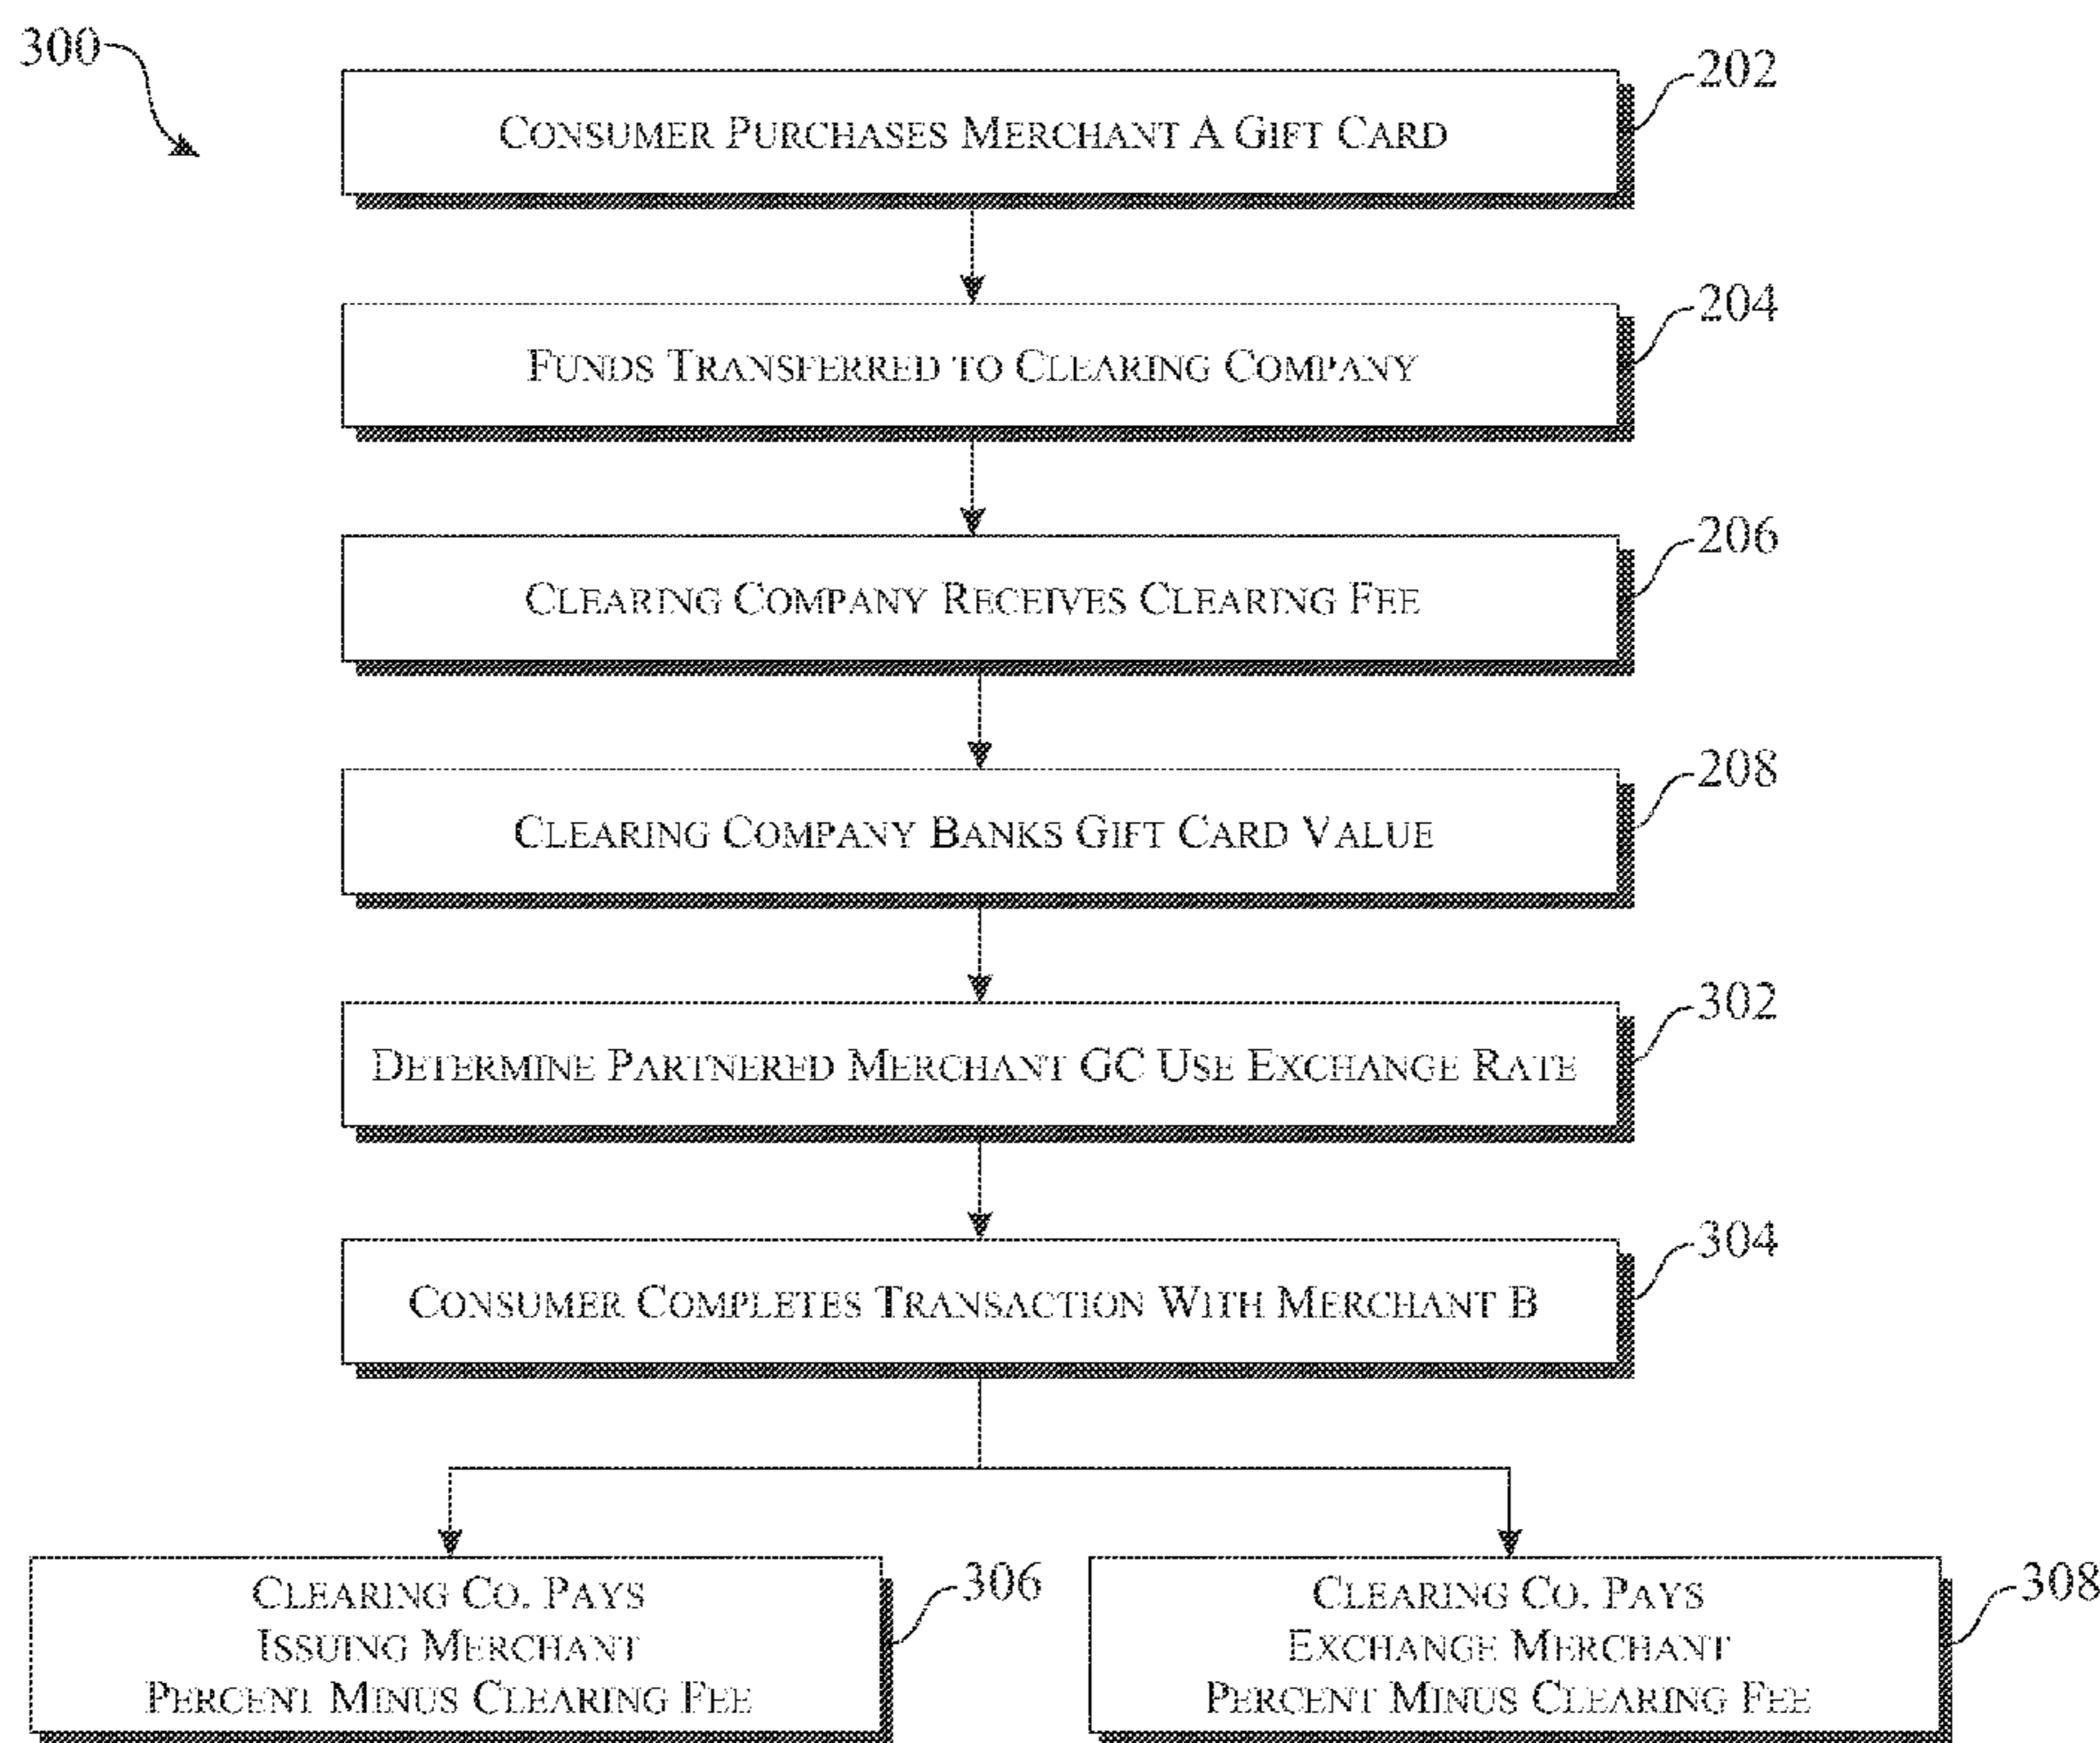 300
CONSUMER PURCHASES MERCHANT A GIFT CARD
202
FUNDS TRANSFERRED TO CLEARING COMPANY
204
CLEARING COMPANY RECEIVES CLEARING FEE
206
CLEARING COMPANY BANKS GIFT CARD VALUE
208
DETERMINE PARTNERED MERCHANT GC USE EXCHANGE RATE
302
CONSUMER COMPLETES TRANSACTION WITH MERCHANT B
304
CLEARING CO. PAYS
ISSUING MERCHANT
PERCENT MINUS CLEARING FEE
306
CLEARING CO. PAYS
EXCHANGE MERCHANT
PERCENT MINUS CLEARING FEE
308